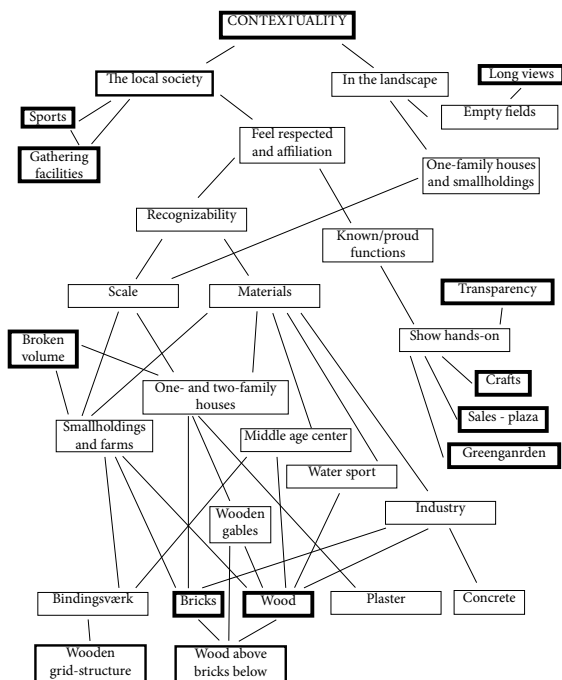 CONTEXTUALITY
The local society
In the landscape
Long views
Sports
Empty fields
Gathering
facilities
Feel respected
and affiliation
One-family houses
and smallholdings
Recognizability
Known/proud
functions
Scale
Materials
Transparency
Broken
volume
Show hands-on
One- and two-family
houses
Crafts
Smallholdings
and farms
Middle age center
Sales - plaza
Water sport
Greenganrden
Wooden
gables
Industry
Bindingsværk
Bricks
Wood
Plaster
Concrete
Wooden
grid-structure
Wood above
bricks below